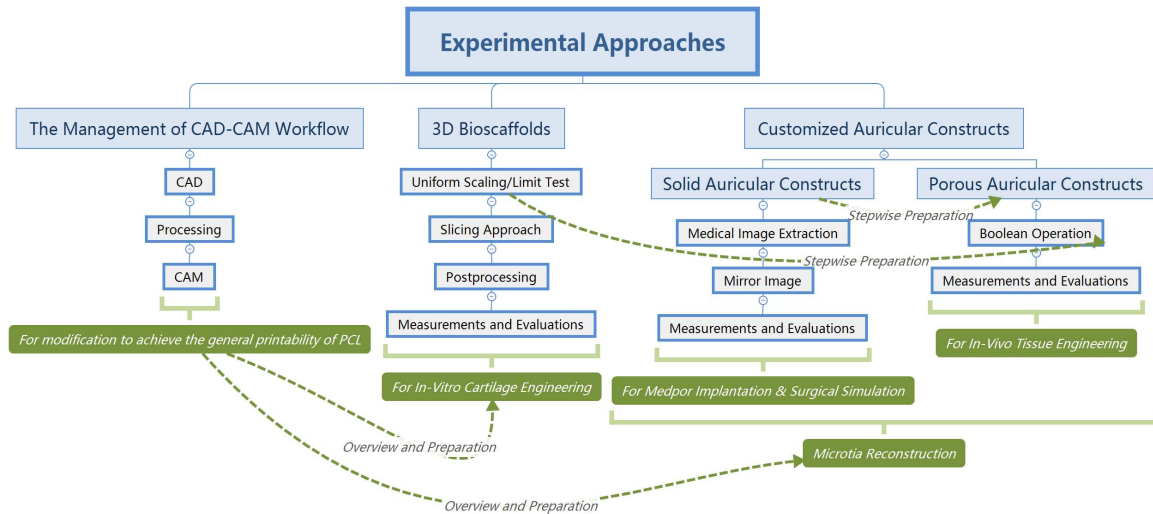 Experimental Approaches
The Management of CAD-CAM Workflow
CAD
Processing
CAM
For modification to achieve the general printability of PCL
3D Bioscaffolds
Uniform Scaling/Limit Test
Slicing Approach
Postprocessing
Measurements and Evaluations
For In-Vitro Cartilage Engineering
Customized Auricular Constructs
Solid Auricular Constructs
Medical Image Extraction
Mirror Image
Measurements and Evaluations
For Medpor Implantation & Surgical Simulation
Porous Auricular Constructs
Boolean Operation
Measurements and Evaluations
For In-Vivo Tissue Engineering
Stepwise Preparation
Stepwise Preparation
Microtia Reconstruction
Overview and Preparation
Overview and Preparation